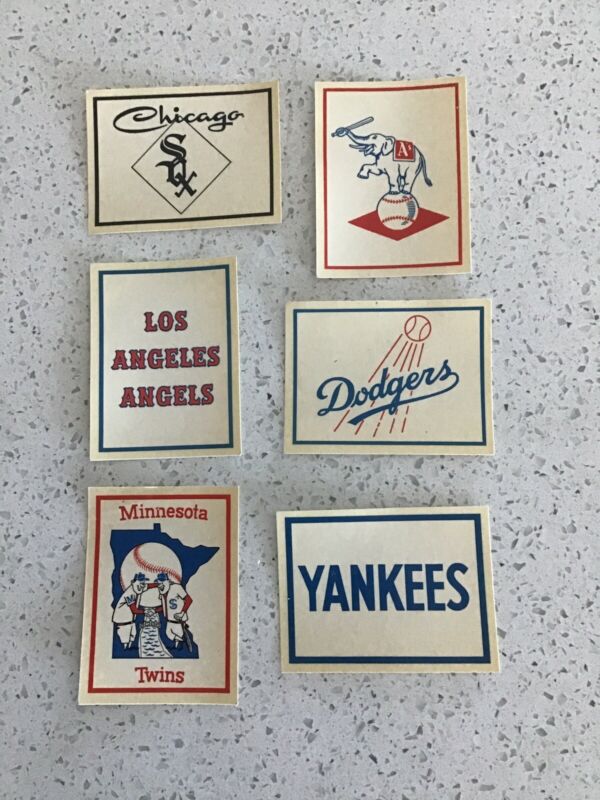 Chicago
SOX
A's
LOS
ANGELES
ANGELS
Dodgers
Minnesota
M
S
Twins
YANKEES